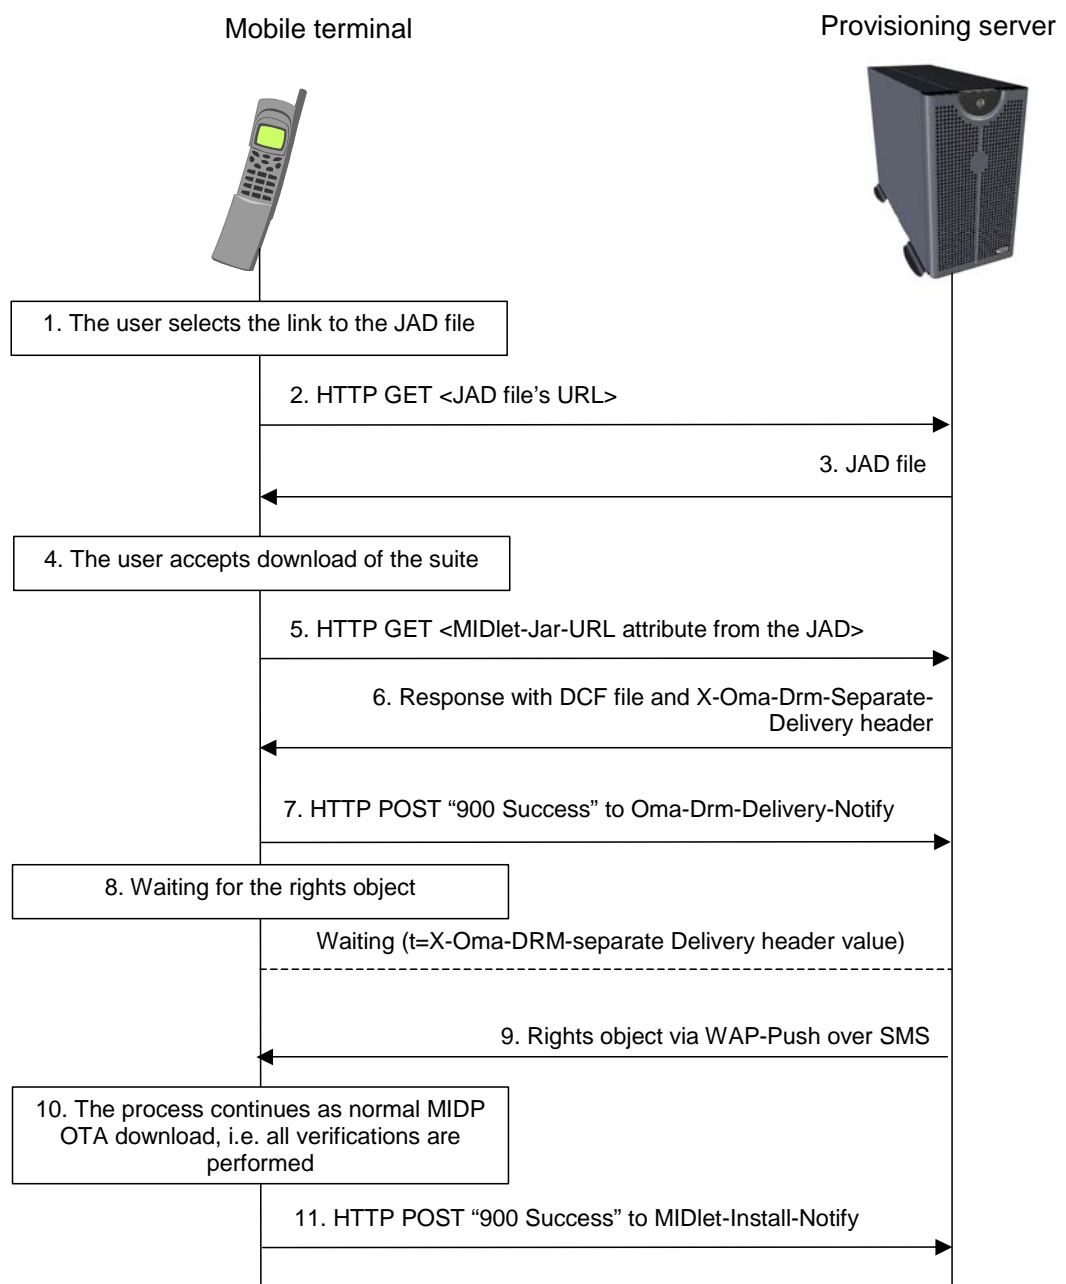 Mobile terminal
Provisioning server
1. The user selects the link to the JAD file
2. HTTP GET <JAD file's URL>
3. JAD file
4. The user accepts download of the suite
5. HTTP GET <MIDlet-Jar-URL attribute from the JAD>
6. Response with DCF file and X-Oma-Drm-Separate-
Delivery header
7. HTTP POST “900 Success” to Oma-Drm-Delivery-Notify
8. Waiting for the rights object
Waiting (t=X-Oma-DRM-separate Delivery header value)
9. Rights object via WAP-Push over SMS
10. The process continues as normal MIDP
OTA download, i.e. all verifications are
performed
11. HTTP POST “900 Success” to MIDlet-Install-Notify